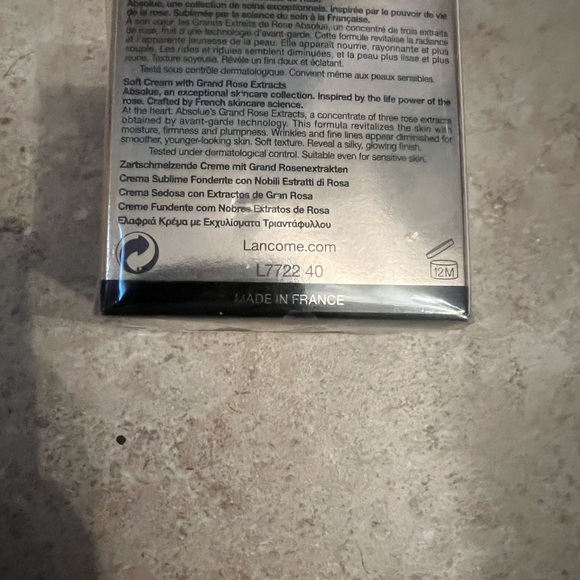 Absolue, une collection de soins exceptionnels. Inspirée par le pouvoir de vie
de la rose. Sublimée par la science du soin à la Française.
À son cœur, les Grands Extraits de Rose Absolue, un concentré de trois extraits
de rose, fruit d'une technologie d'avant-garde. Cette formule revitalise la radiance
et l'apparente jeunesse de la peau. Elle apparaît nourrie, rayonnante et plus
souple. Les rides et ridules semblent diminuées, et la peau plus lisse et plus
jeune. Texture soyeuse. Révèle un fini doux et éclatant.
Testé sous contrôle dermatologique. Convient même aux peaux sensibles.
Soft Cream with Grand Rose Extracts
Absolue, an exceptional skincare collection. Inspired by the life power of the
rose. Crafted by French skincare science.
At the heart, Absolue's Grand Rose Extracts, a concentrate of three rose extracts
obtained by avant-garde technology. This formula revitalizes the skin with
moisture, firmness and plumpness. Wrinkles and fine lines appear diminished for
smoother, younger-looking skin. Soft texture. Reveal a silky, glowing finish.
Tested under dermatological control. Suitable even for sensitive skin.
Zartschmelzende Creme mit Grand Rosenextrakten
Crema Sublime Fondente con Nobili Estratti di Rosa
Crema Sedosa con Extractos de Gran Rosa
Creme Fundente com Nobres Extratos de Rosa
Ελαφριά Κρέμα με Εκχυλίσματα Τριαντάφυλλου
Lancome.com
L7722 40
12M
MADE IN FRANCE